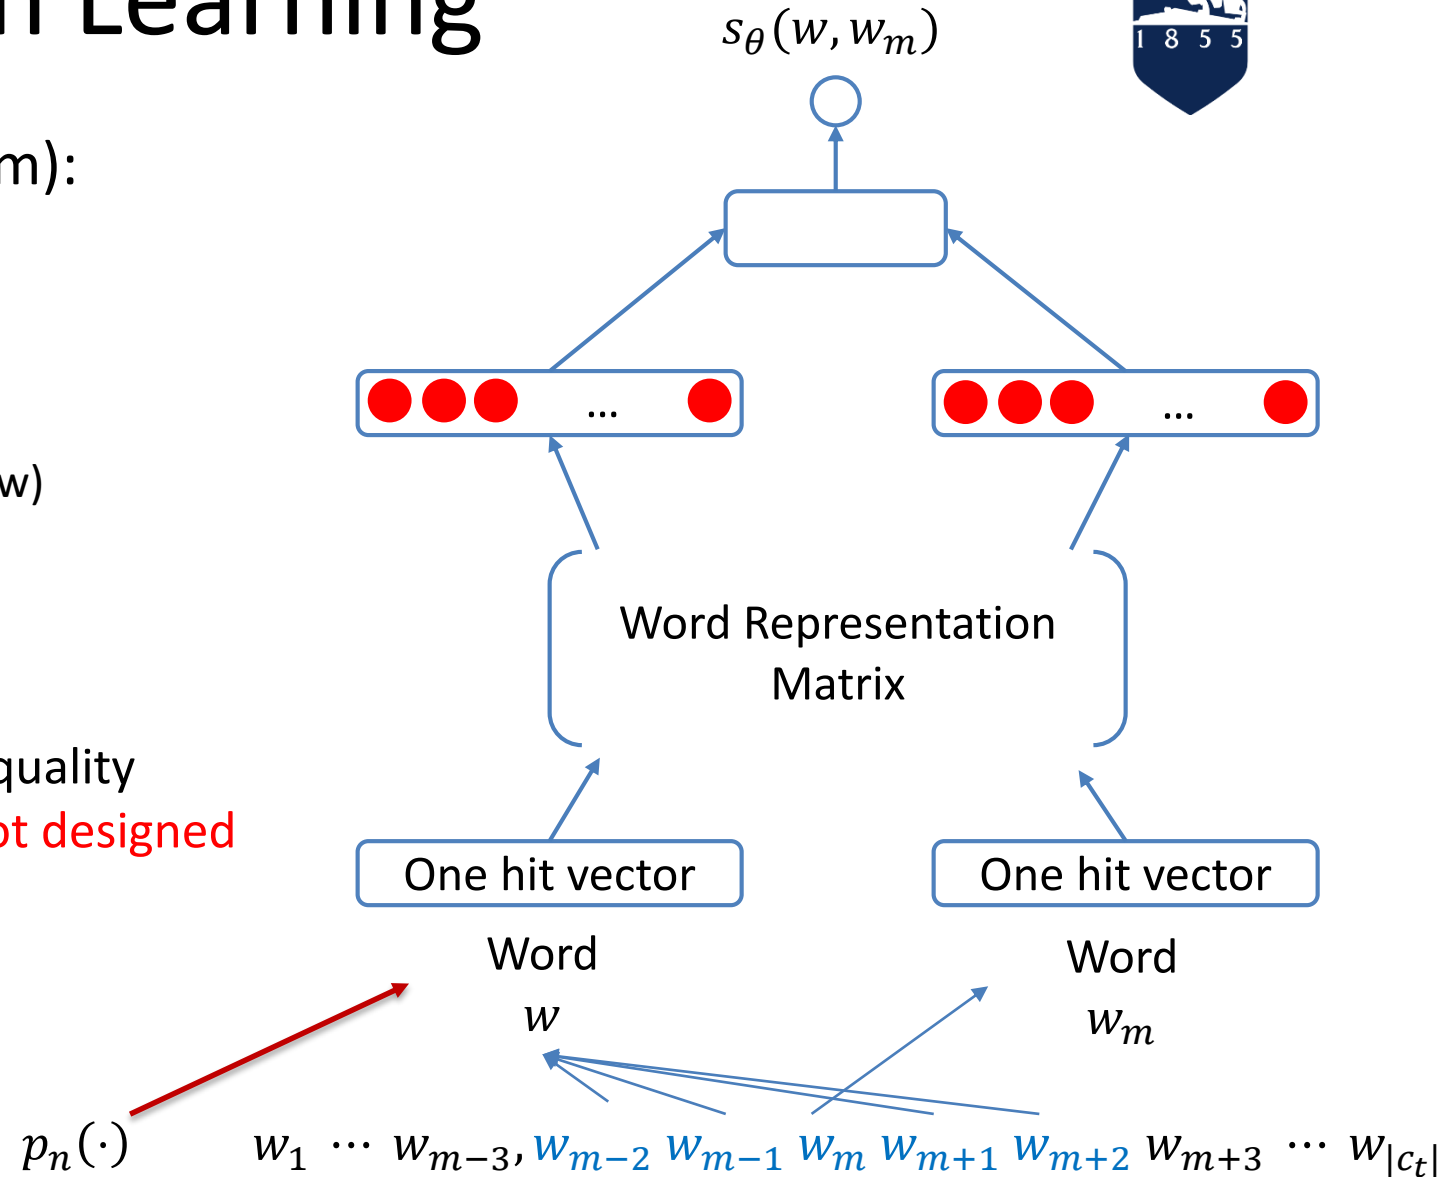 n Learning
s_θ(w, w_m)
1 8 5 5
m):
...
...
w)
Word Representation
Matrix
quality
ot designed
One hit vector
One hit vector
Word
w
Word
w_m
p_n(·)
w_1 ⋯ w_{m−3}, w_{m−2} w_{m−1} w_m w_{m+1} w_{m+2} w_{m+3} ⋯ w_{|c_t|}